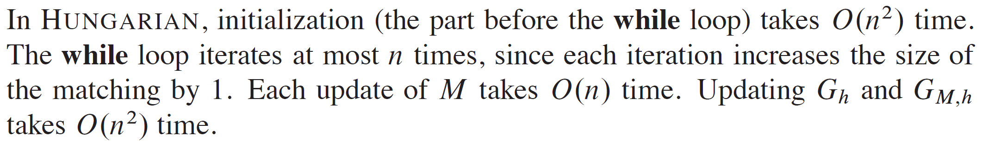 In HUNGARIAN, initialization (the part before the while loop) takes O(n²) time.
The while loop iterates at most n times, since each iteration increases the size of
the matching by 1. Each update of M takes O(n) time. Updating G_h and G_{M,h}
takes O(n²) time.